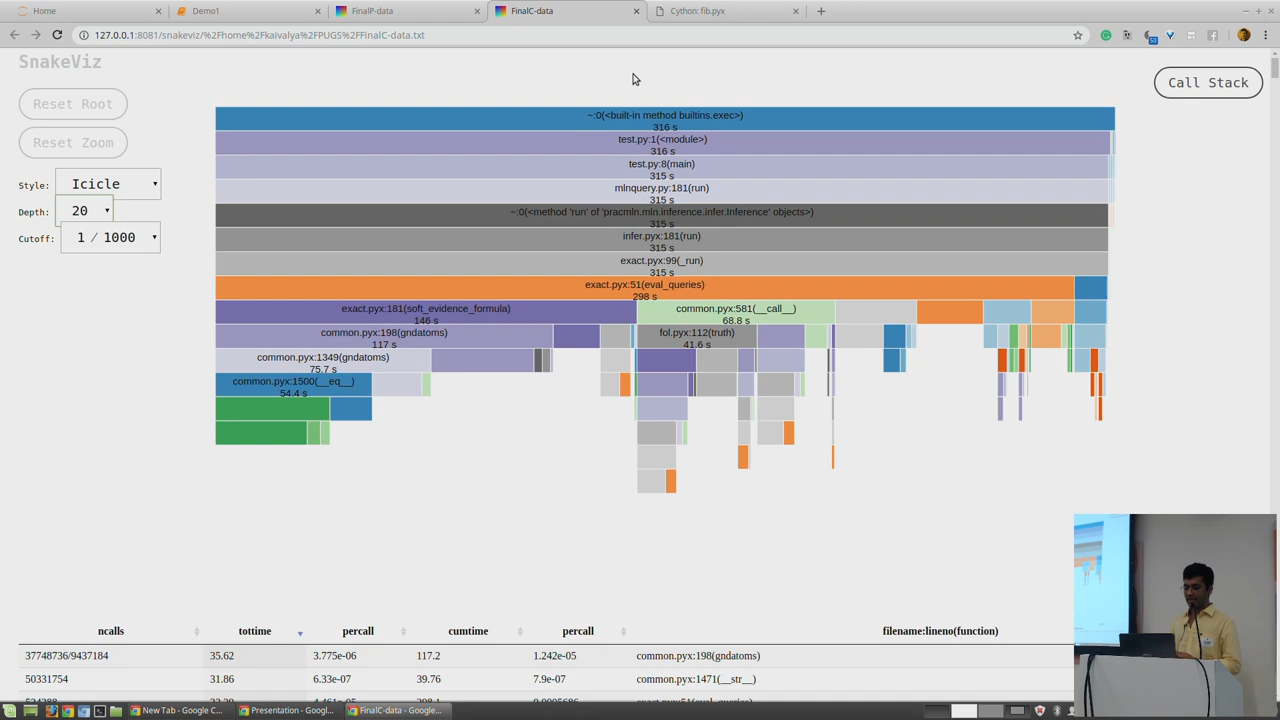 Home
Demo1
FinalP-data
FinalC-data
Cython: fib.pyx
127.0.0.1:8081/snakeviz/%2Fhome%2Fkaivalya%2FPUGS%2FFinalC-data.txt
50
SnakeViz
Reset Root
Reset Zoom
Style: Icicle
Depth: 20
Cutoff: 1 / 1000
Call Stack
~:0(<built-in method builtins.exec>)
316 s
test.py:1(<module>)
316 s
test.py:8(main)
315 s
mlnquery.py:181(run)
315 s
~:0(<method 'run' of 'pracmln.mln.inference.infer.Inference' objects>)
315 s
infer.pyx:181(run)
315 s
exact.pyx:99(_run)
315 s
exact.pyx:51(eval_queries)
298 s
exact.pyx:181(soft_evidence_formula)
146 s
common.pyx:581(__call__)
68.8 s
common.pyx:198(gndatoms)
117 s
fol.pyx:112(truth)
41.6 s
common.pyx:1349(gndatoms)
75.7 s
common.pyx:1500(__eq__)
54.4 s
ncalls tottime percall cumtime percall filename:lineno(function)
37748736/9437184 35.62 3.775e-06 117.2 1.242e-05 common.pyx:198(gndatoms)
50331754 31.86 6.33e-07 39.76 7.9e-07 common.pyx:1471(__str__)
New Tab - Google C...
Presentation - Googl...
FinalC-data - Google...